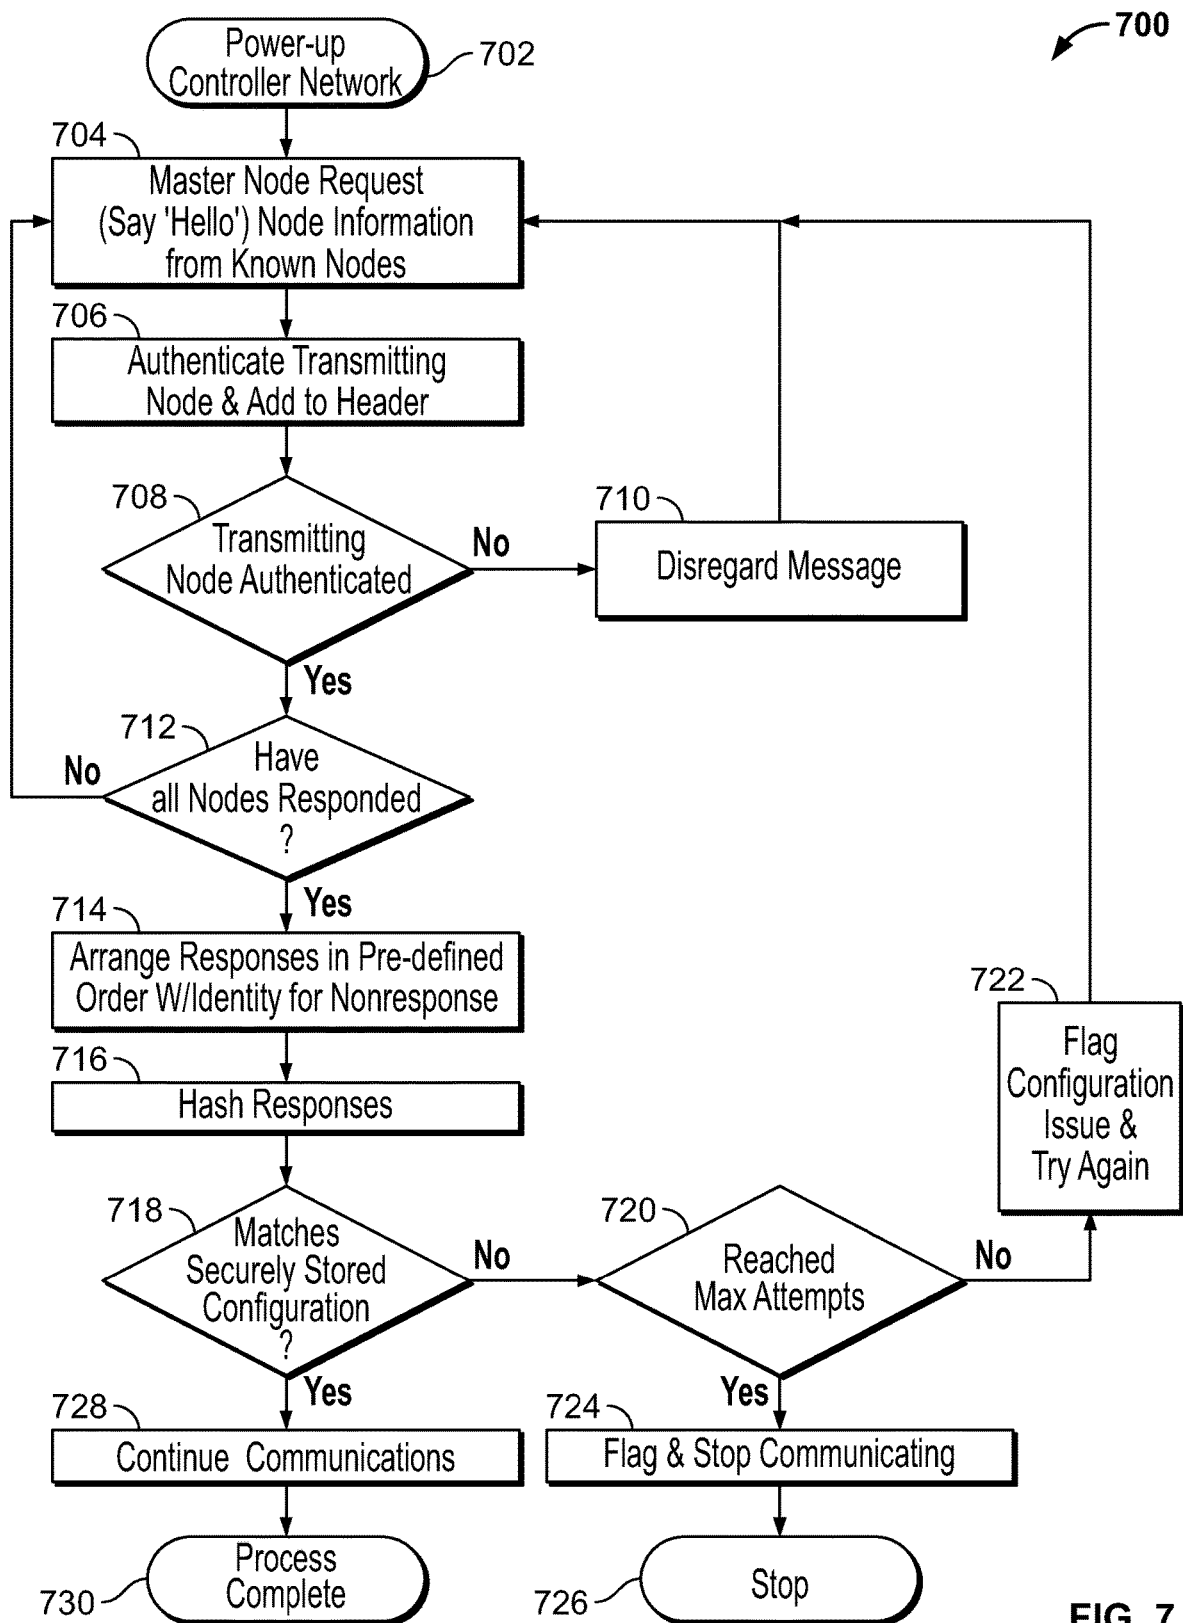 700
Power-up
Controller Network
702
704
Master Node Request
(Say 'Hello') Node Information
from Known Nodes
706
Authenticate Transmitting
Node & Add to Header
708
Transmitting
Node Authenticated
No
710
Disregard Message
Yes
712
Have
all Nodes Responded
?
No
Yes
714
Arrange Responses in Pre-defined
Order W/Identity for Nonresponse
716
Hash Responses
718
Matches
Securely Stored
Configuration
?
No
720
Reached
Max Attempts
No
722
Flag
Configuration
Issue &
Try Again
Yes
728
Continue Communications
Yes
724
Flag & Stop Communicating
Process
Complete
730
Stop
726
FIG. 7